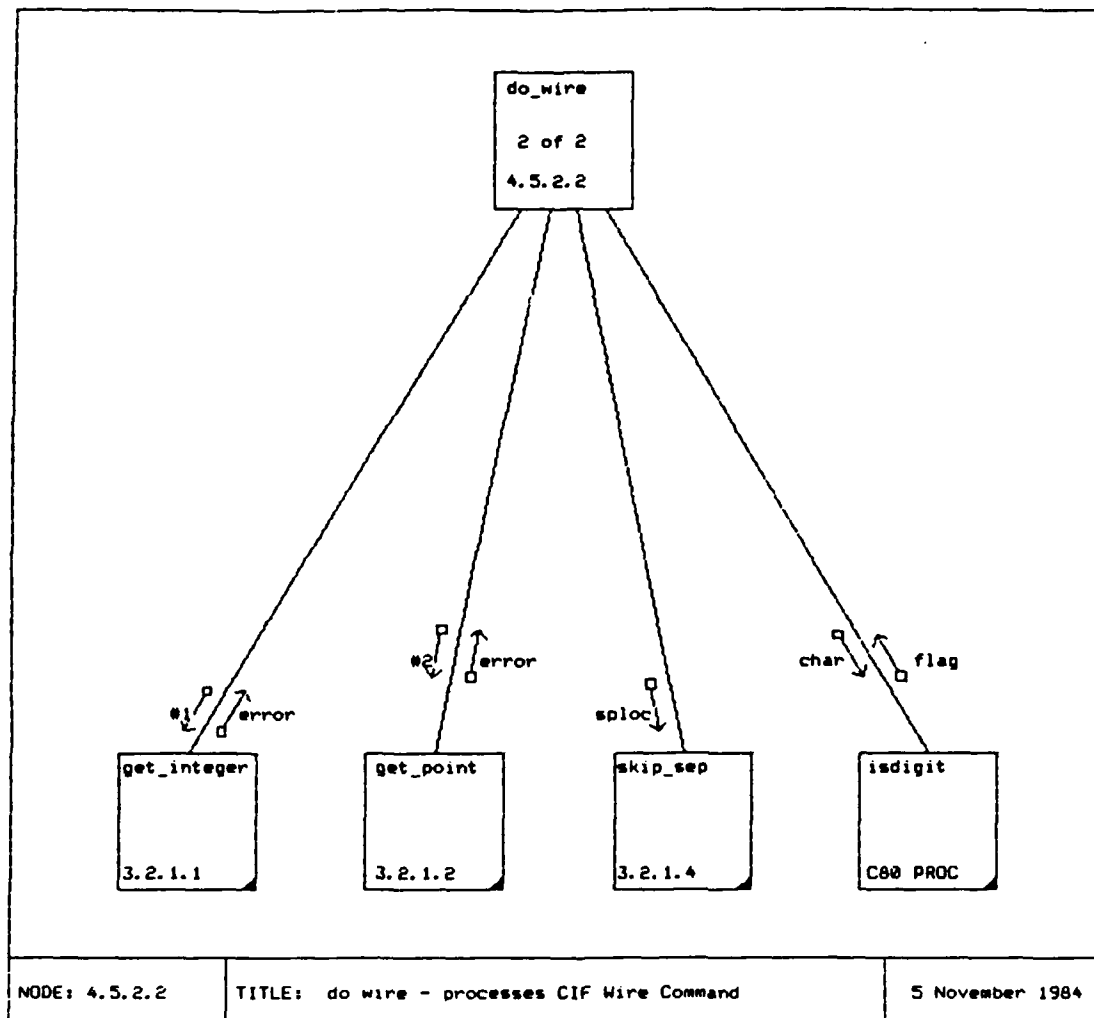 do_wire
2 of 2
4.5.2.2
#2
error
char
flag
#1
error
sploc
get_integer
get_point
skip_sep
isdigit
3.2.1.1
3.2.1.2
3.2.1.4
C80 PROC
NODE: 4.5.2.2
TITLE: do wire - processes CIF Wire Command
5 November 1984